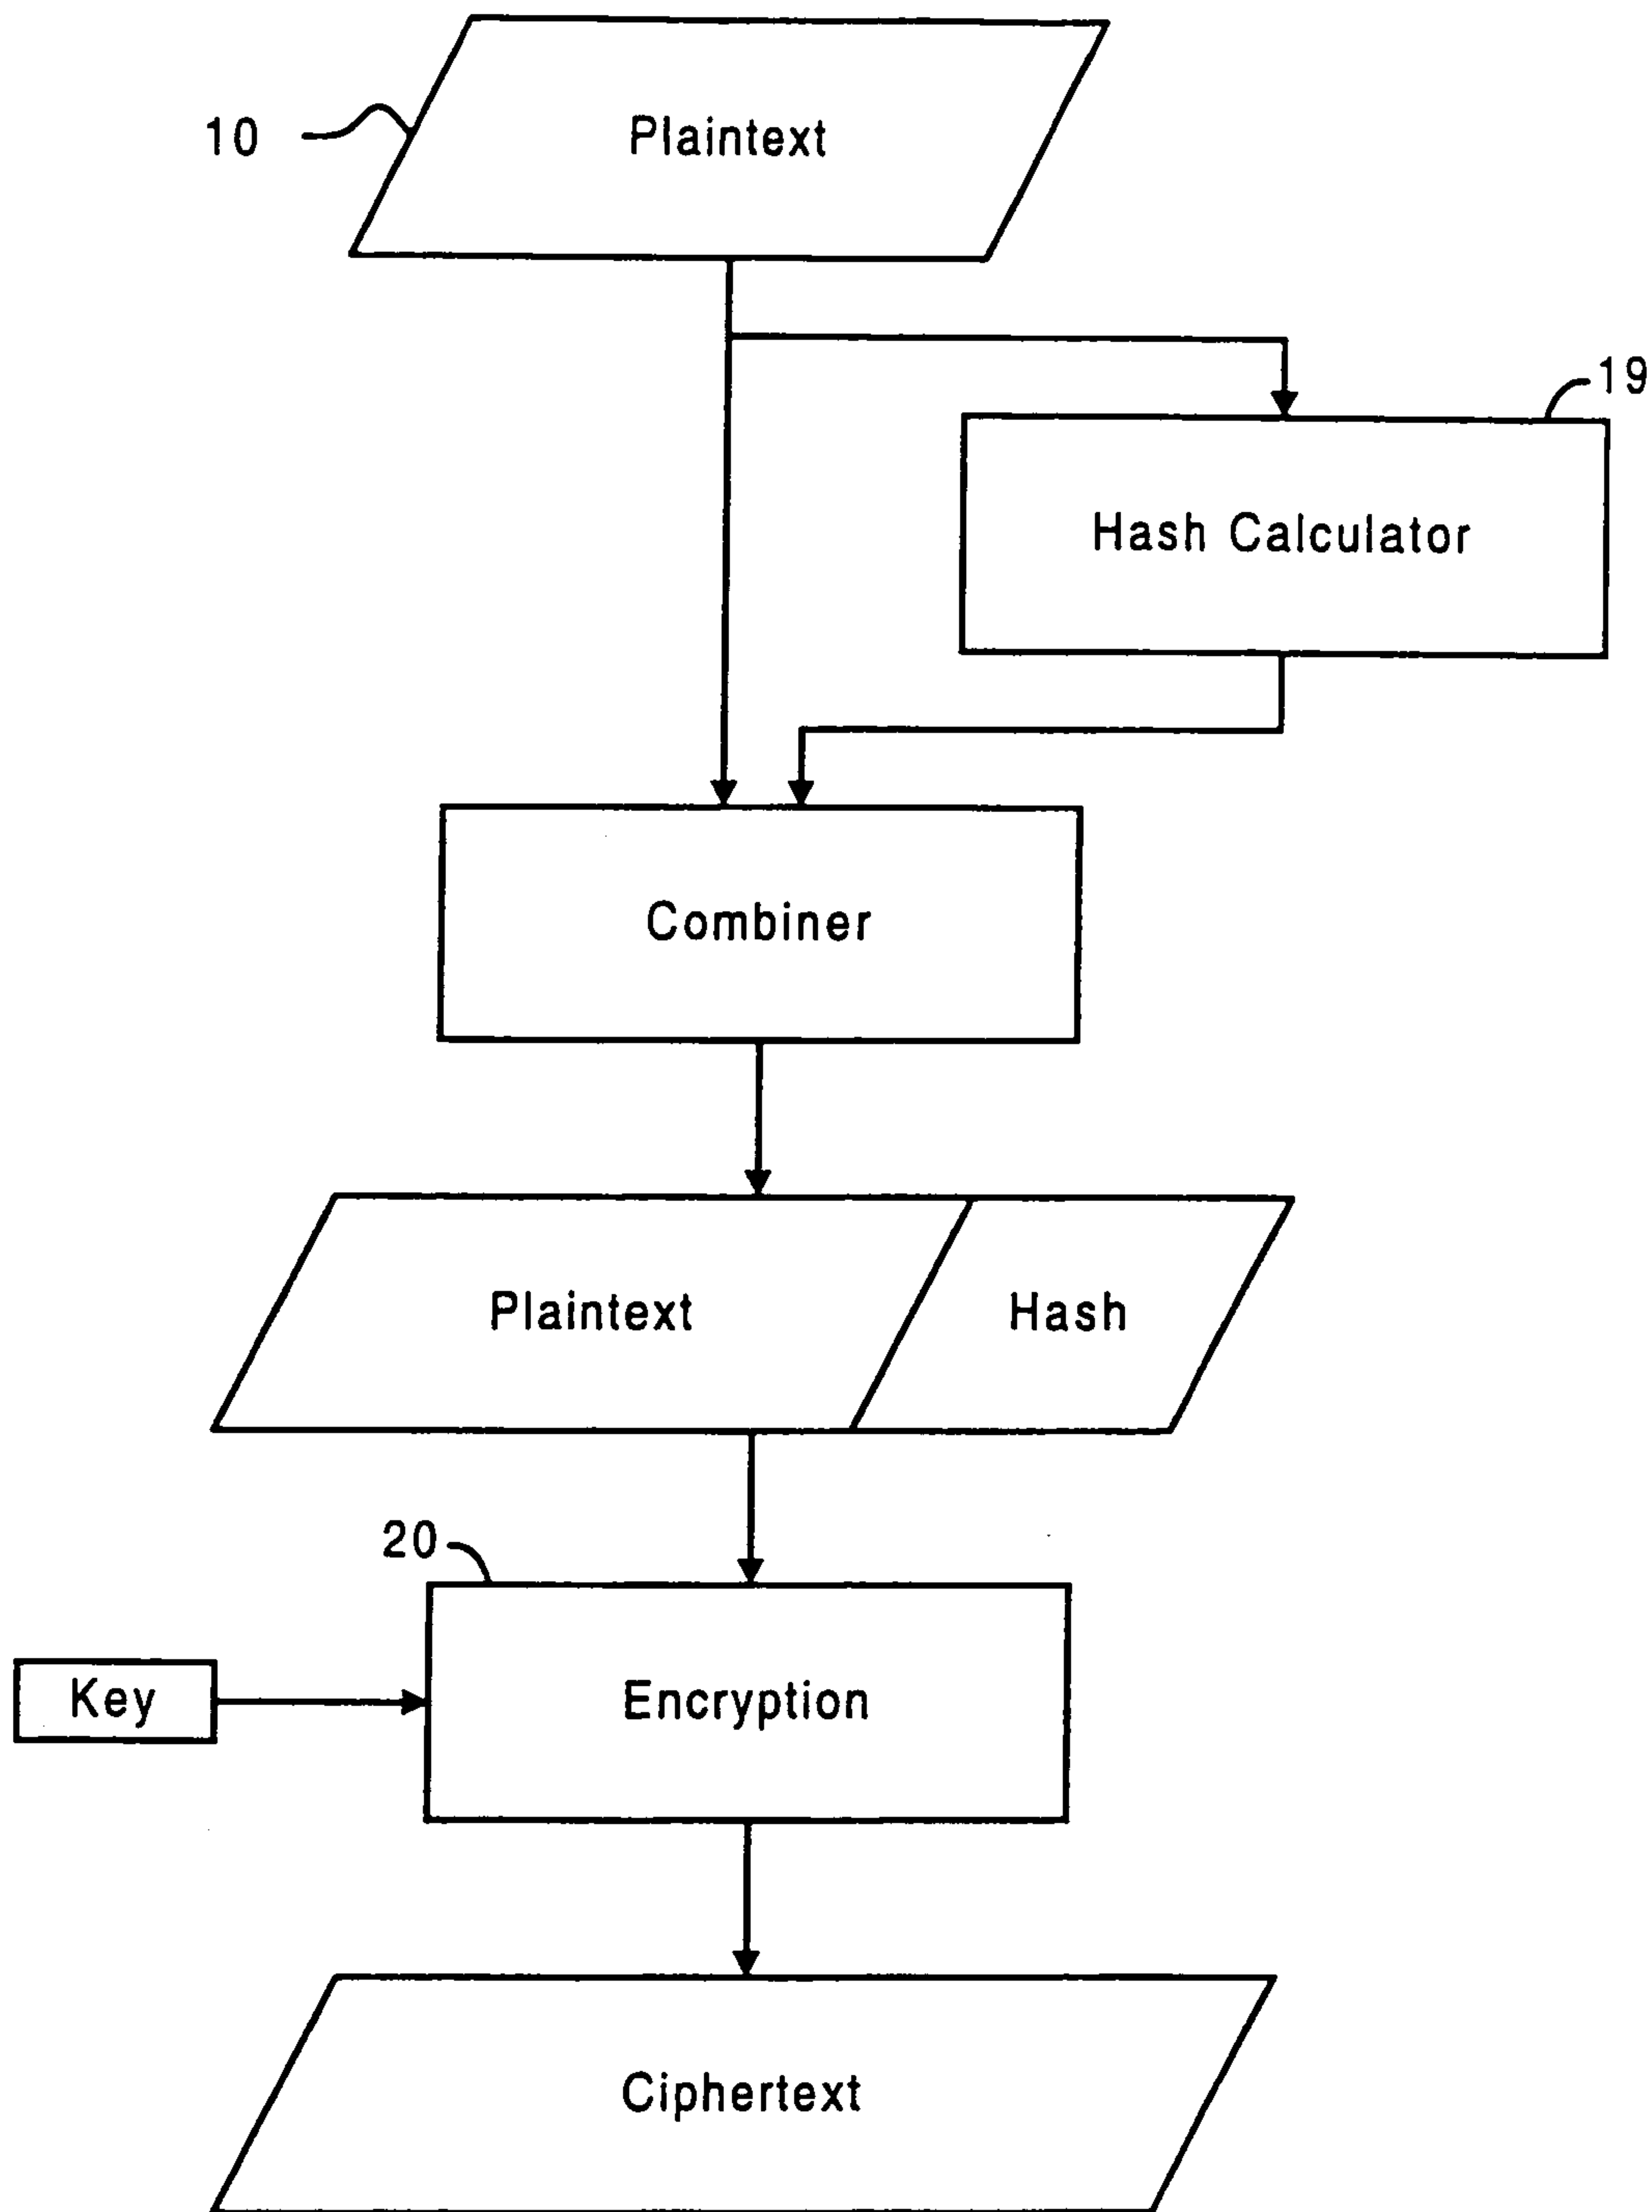 10
Plaintext
19
Hash Calculator
Combiner
Plaintext
Hash
20
Key
Encryption
Ciphertext